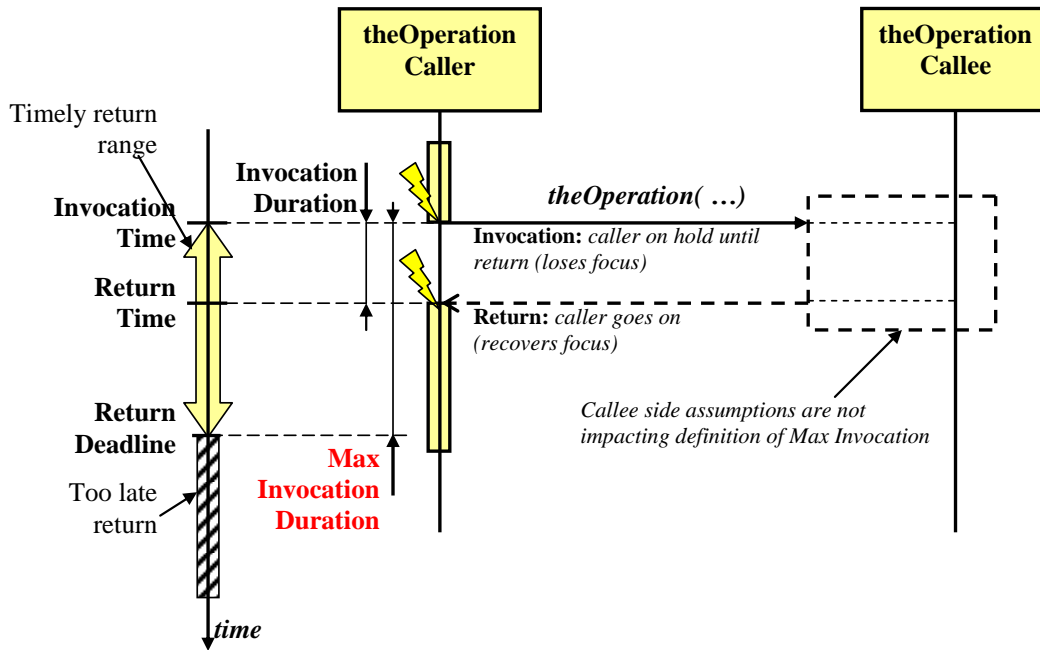 theOperation
Caller
theOperation
Callee
Timely return
range
Invocation
Duration
Invocation
Time
theOperation( …)
Invocation: caller on hold until
return (loses focus)
Return
Time
Return: caller goes on
(recovers focus)
Return
Deadline
Callee side assumptions are not
impacting definition of Max Invocation
Max
Invocation
Duration
Too late
return
time